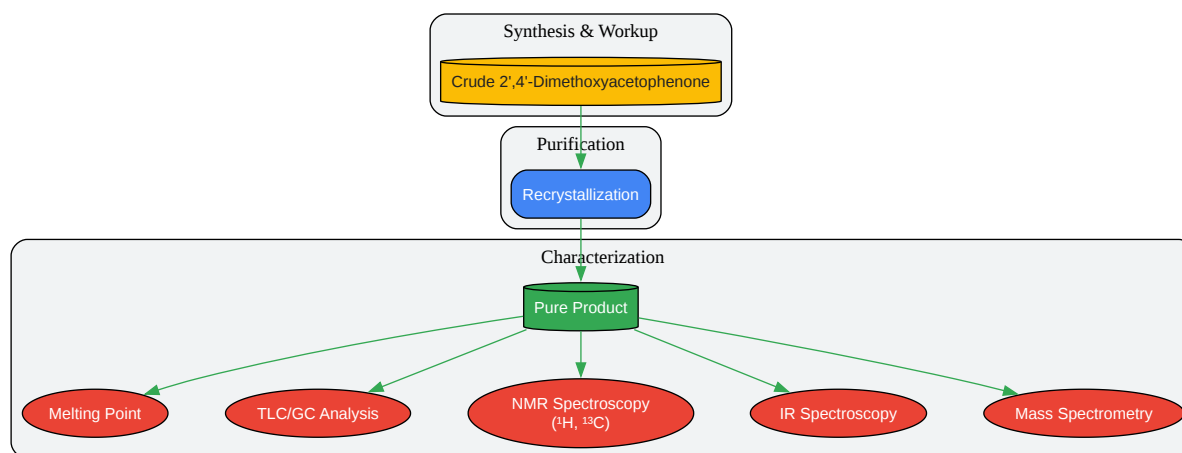 Synthesis & Workup
Crude 2',4'-Dimethoxyacetophenone
Purification
Recrystallization
Characterization
Pure Product
Melting Point
TLC/GC Analysis
NMR Spectroscopy
(¹H, ¹³C)
IR Spectroscopy
Mass Spectrometry